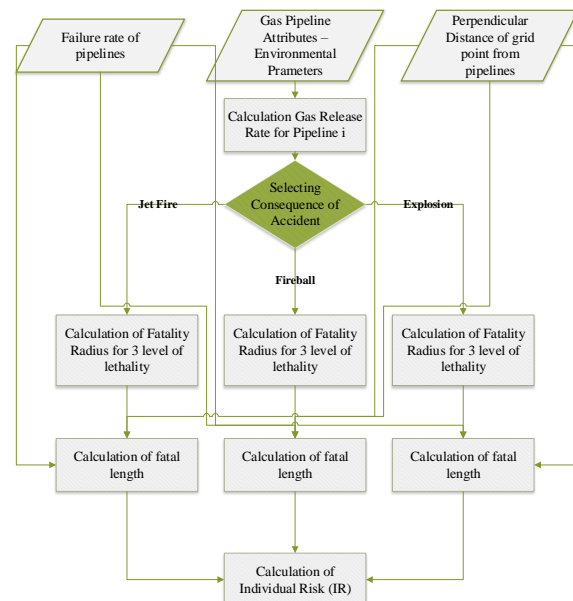 Failure rate of
pipelines
Gas Pipeline
Attributes –
Environmental
Prameters
Perpendicular
Distance of grid
point from
pipelines
Calculation Gas Release
Rate for Pipeline i
Selecting
Consequence of
Accident
Jet Fire
Explosion
Fireball
Calculation of Fatality
Radius for 3 level of
lethality
Calculation of Fatality
Radius for 3 level of
lethality
Calculation of Fatality
Radius for 3 level of
lethality
Calculation of fatal
length
Calculation of fatal
length
Calculation of fatal
length
Calculation of
Individual Risk (IR)